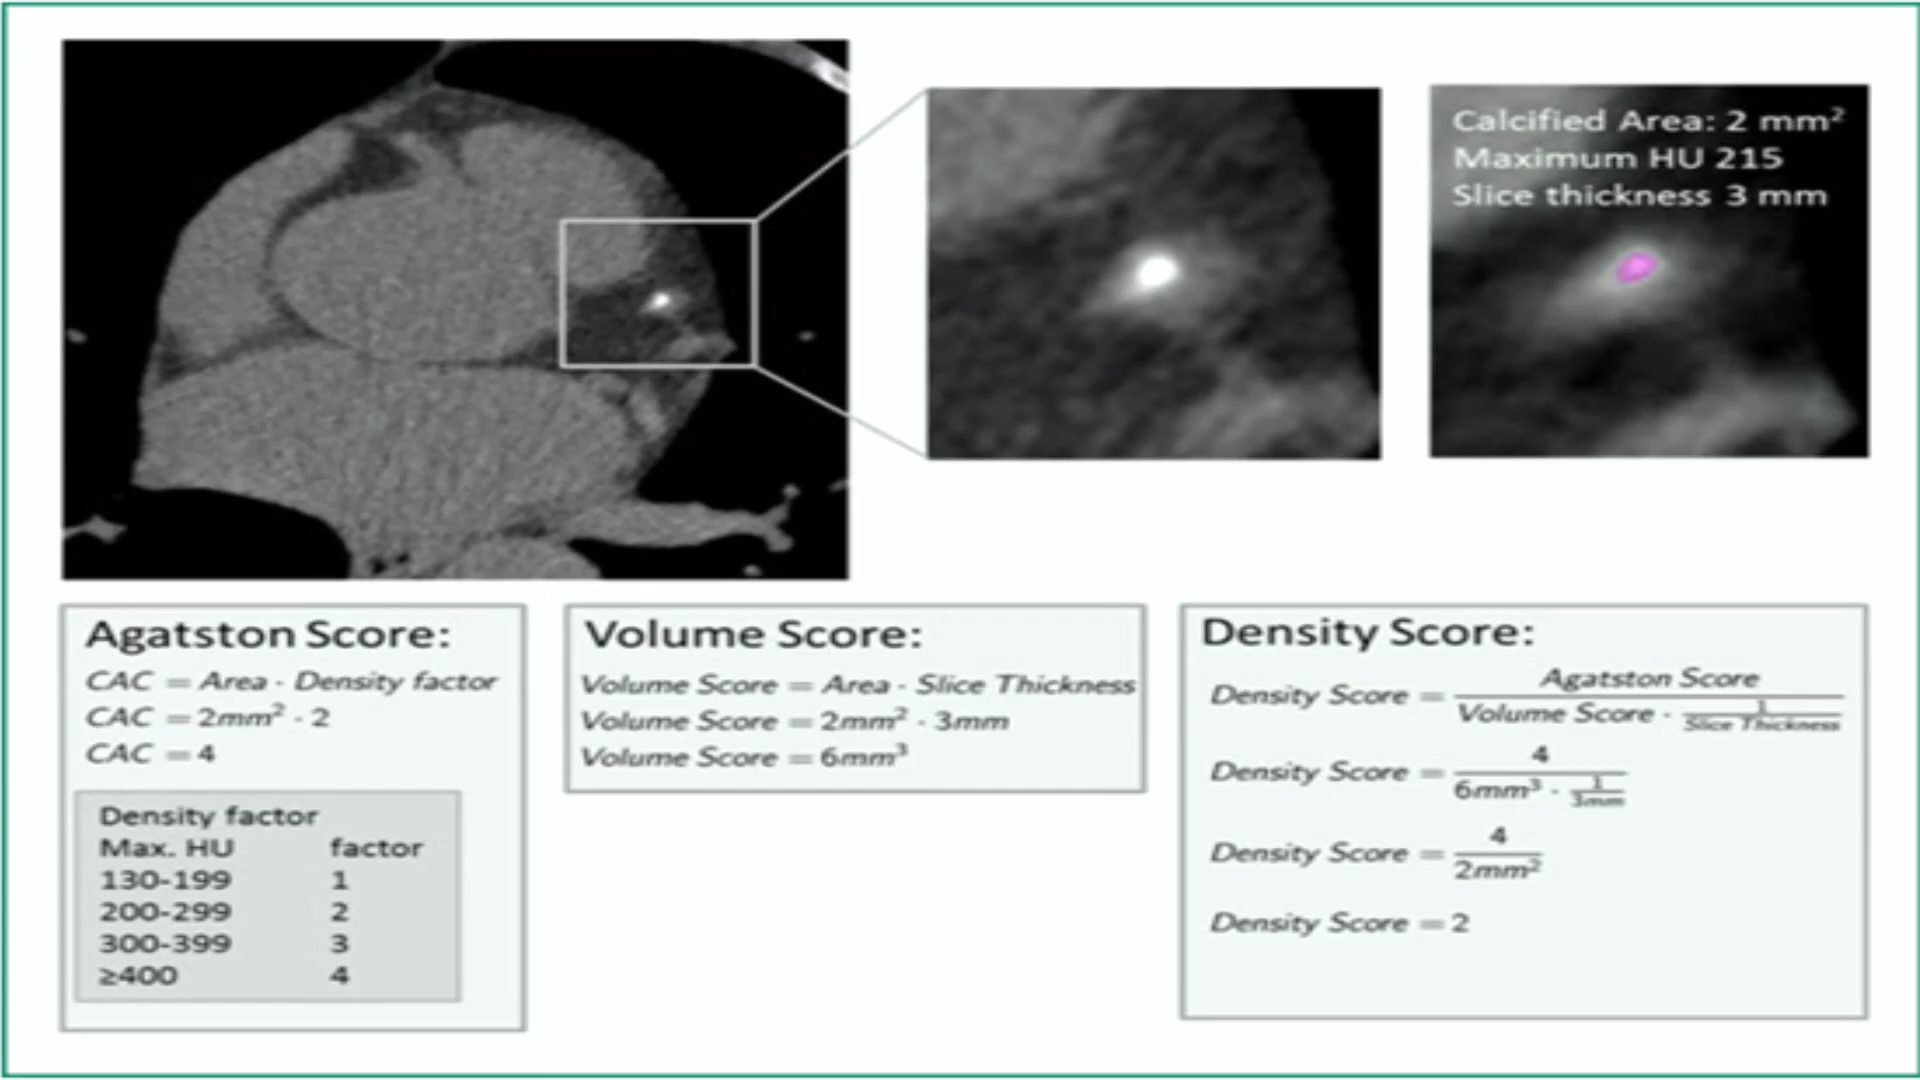 Calcified Area: 2 mm²
Maximum HU 215
Slice thickness 3 mm
Agatston Score:
CAC = Area · Density factor
CAC = 2mm² · 2
CAC = 4
Density factor
Max. HU factor
130-199 1
200-299 2
300-399 3
≥400 4
Volume Score:
Volume Score = Area · Slice Thickness
Volume Score = 2mm² · 3mm
Volume Score = 6mm³
Density Score:
Agatston Score
Density Score =
Volume Score · 1
Slice Thickness
4
Density Score =
6mm³ · 1
3mm
4
Density Score =
2mm²
Density Score = 2